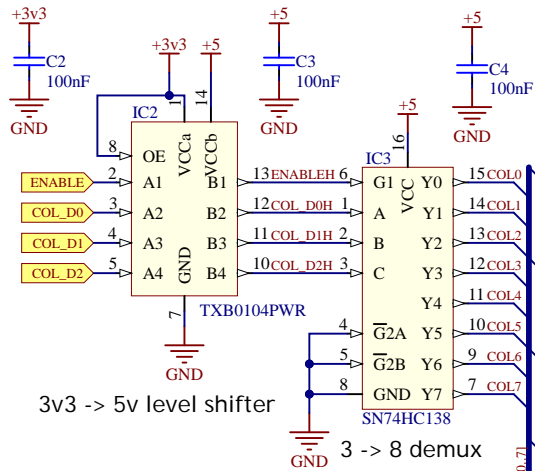 +3v3
C2
100nF
GND
+3v3
+5
+5
C3
100nF
GND
+5
C4
100nF
GND
IC2
1
14
8
OE
VCCa
VCCb
ENABLE
2
A1
B1
13
ENABLEH
COL_D0
3
A2
B2
12
COL_D0H
COL_D1
4
A3
B3
11
COL_D1H
COL_D2
5
A4
B4
10
COL_D2H
GND
7
TXB0104PWR
GND
3v3 -> 5v level shifter
+5
16
IC3
VCC
6
G1
Y0
15
COL0
1
A
Y1
14
COL1
2
B
Y2
13
COL2
3
C
Y3
12
COL3
Y4
11
COL4
4
G2A
Y5
10
COL5
5
G2B
Y6
9
COL6
8
GND
Y7
7
COL7
SN74HC138
GND
3 -> 8 demux